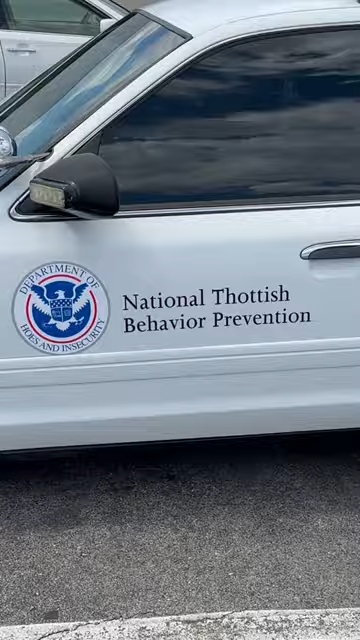 DEPARTMENT OF
HOES AND INSECURITY
National Thottish
Behavior Prevention